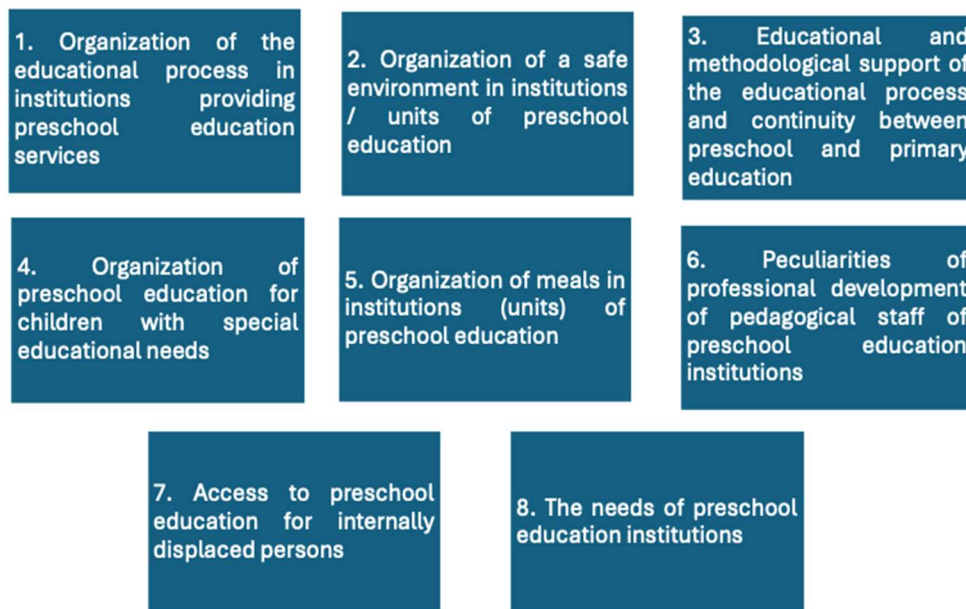 1. Organization of the
educational process in
institutions providing
preschool education
services
2. Organization of a safe
environment in institutions
/ units of preschool
education
3. Educational and
methodological support of
the educational process
and continuity between
preschool and primary
education
4. Organization of
preschool education for
children with special
educational needs
5. Organization of meals in
institutions (units) of
preschool education
6. Peculiarities of
professional development
of pedagogical staff of
preschool education
institutions
7. Access to preschool
education for internally
displaced persons
8. The needs of preschool
education institutions